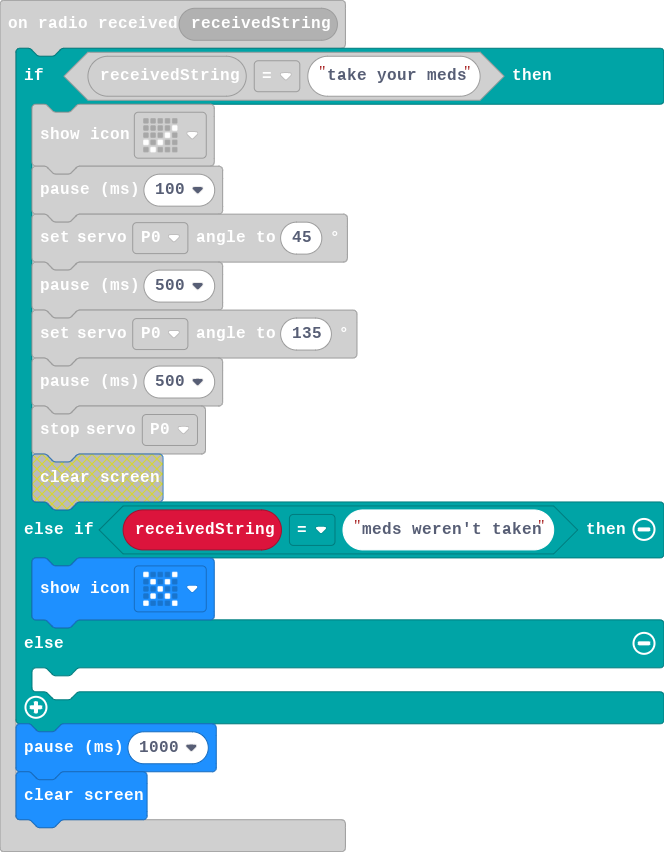 on radio received receivedString
if receivedString = "take your meds" then
show icon
pause (ms) 100
set servo P0 angle to 45 °
pause (ms) 500
set servo P0 angle to 135 °
pause (ms) 500
stop servo P0
clear screen
else if receivedString = "meds weren't taken" then
show icon
else
pause (ms) 1000
clear screen